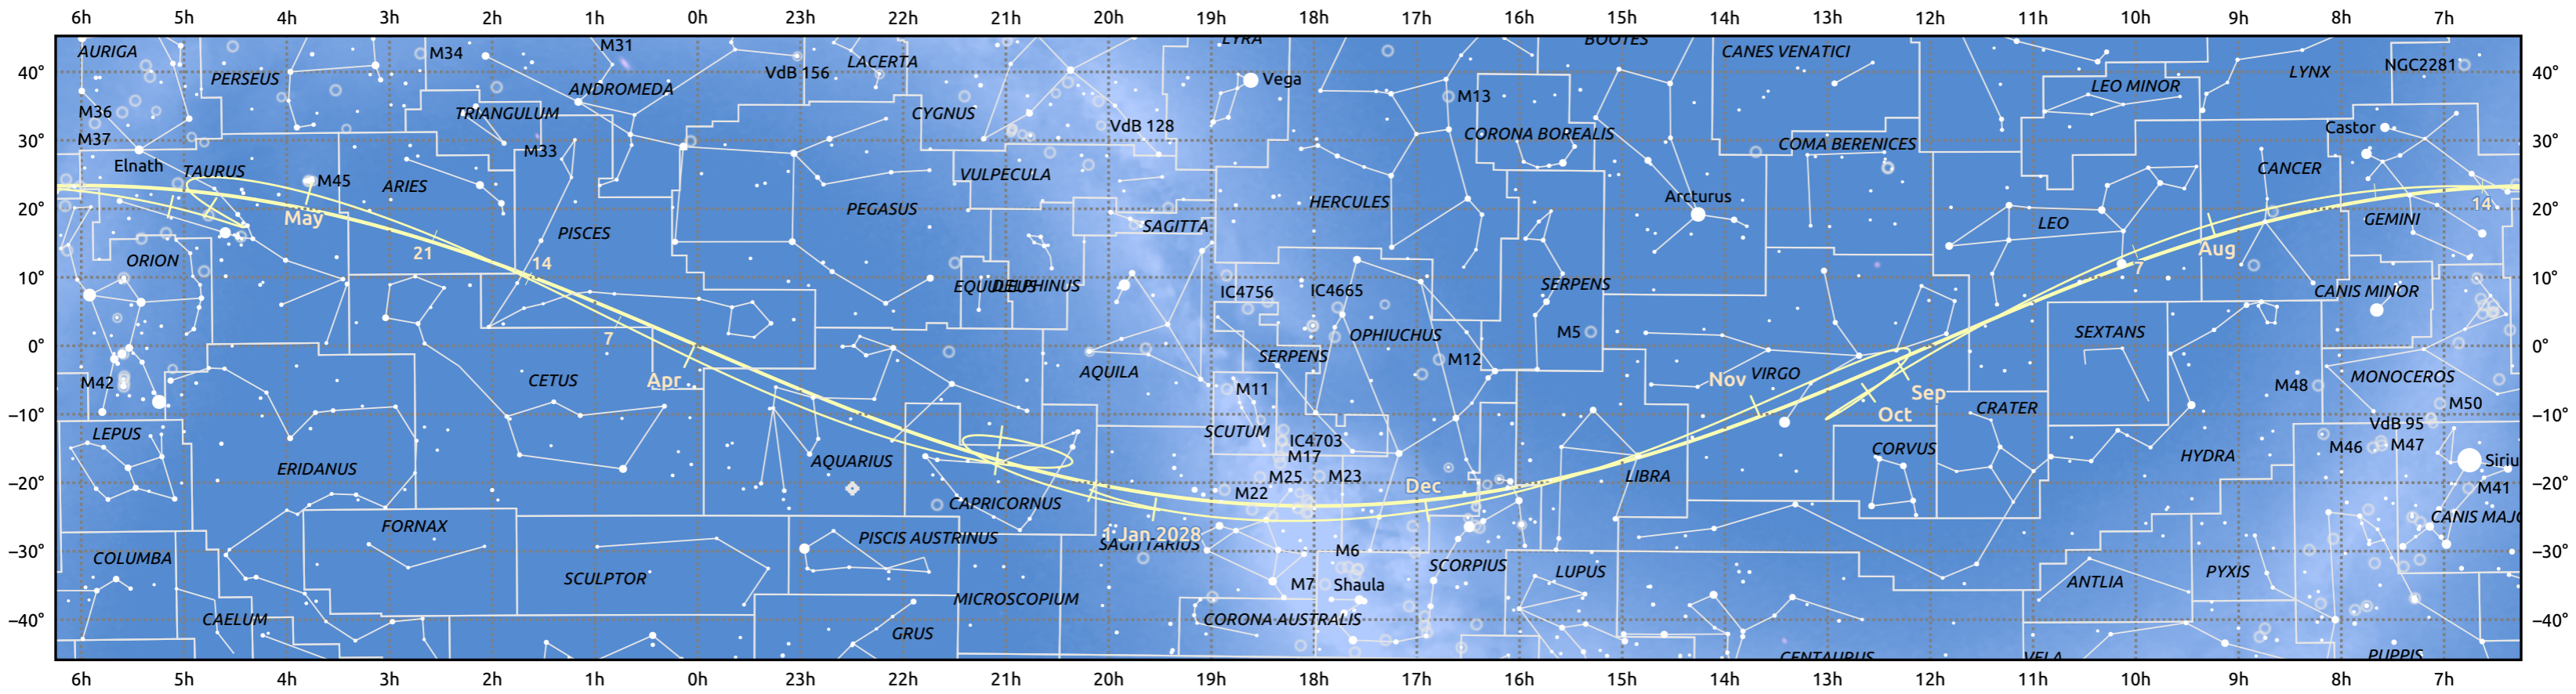 6h 5h 4h 3h 2h 1h 0h 23h 22h 21h 20h 19h 18h 17h 16h 15h 14h 13h 12h 11h 10h 9h 8h 7h
AURIGA M34 M31 LYRA BOÖTES CANES VENATICI
40° PERSEUS ANDROMEDA VdB 156 LACERTA Vega LYNX NGC2281 40°
M36 TRIANGULUM CYGNUS VdB 128 M13 LEO MINOR
30° M37 M33 CORONA BOREALIS COMA BERENICES Castor 30°
Elnath TAURUS M45 ARIES VULPECULA CANCER
20° May PISCES PEGASUS SAGITTA HERCULES Arcturus LEO GEMINI 14 20°
ORION 21 14 Aug
10° EQUULEUS DELPHINUS IC4756 IC4665 SERPENS 7 CANIS MINOR 10°
0° 7 SERPENS OPHIUCHUS M5 SEXTANS 0°
M42 CETUS Apr AQUILA M11 M12 Nov VIRGO Sep M48 MONOCEROS
−10° LEPUS SCUTUM Oct CRATER M50 −10°
ERIDANUS AQUARIUS IC4703 M17 CORVUS HYDRA VdB 95 M46 M47
−20° CAPRICORNUS M25 M23 M22 Dec LIBRA Siriu M41 −20°
FORNAX 1 Jan 2028 CANIS MAJO
−30° COLUMBA SCULPTOR PISCIS AUSTRINUS SAGITTARIUS M6 SCORPIUS LUPUS PYXIS −30°
M7 Shaula ANTLIA
−40° CAELUM MICROSCOPIUM GRUS CORONA AUSTRALIS −40°
CENTAURUS VELA PUPPIS
6h 5h 4h 3h 2h 1h 0h 23h 22h 21h 20h 19h 18h 17h 16h 15h 14h 13h 12h 11h 10h 9h 8h 7h